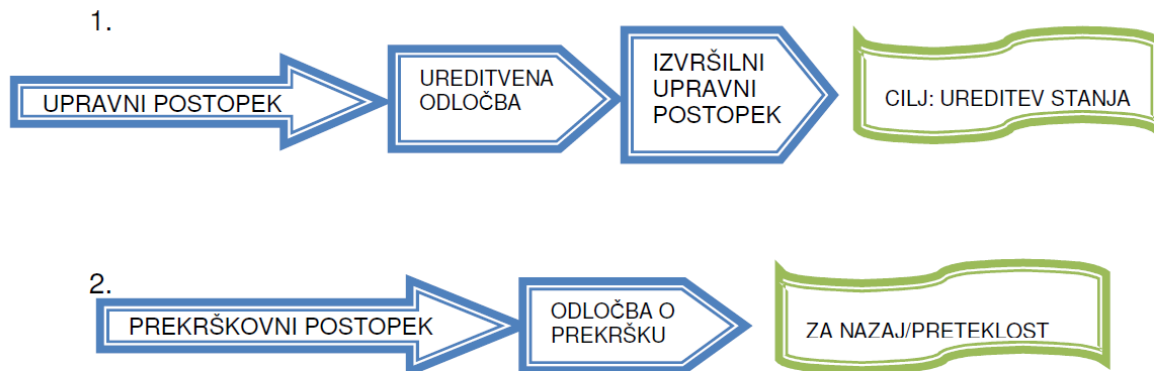 1.
UPRAVNI POSTOPEK
UREDITVENA
ODLOČBA
IZVRŠILNI
UPRAVNI
POSTOPEK
CILJ: UREDITEV STANJA
2.
PREKRŠKOVNI POSTOPEK
ODLOČBA O
PREKRŠKU
ZA NAZAJ/PRETEKLOST